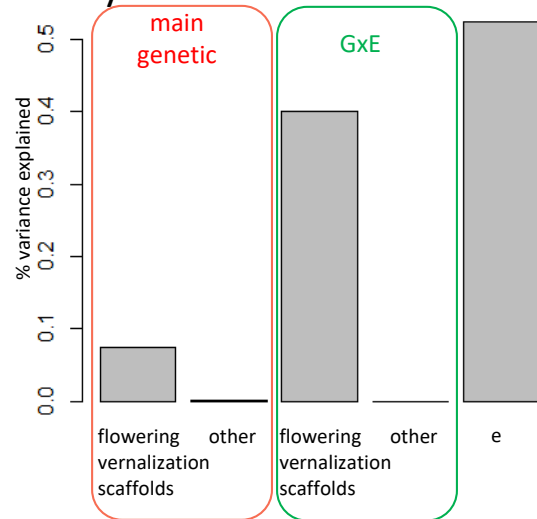 main
genetic
GxE
% variance explained
0.5
0.4
0.3
0.2
0.1
0.0
flowering other flowering other e
vernalization vernalization
scaffolds scaffolds